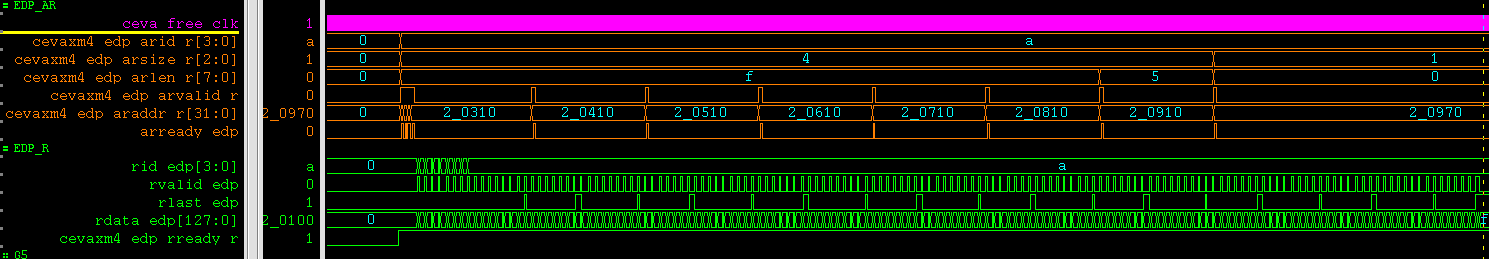 EDP_AR
ceva free clk 1
cevaxm4 edp arid r[3:0] a 0 a
cevaxm4 edp arsize r[2:0] 1 0 4 1
cevaxm4 edp arlen r[7:0] 0 0 f 5 0
cevaxm4 edp arvalid r 0
cevaxm4 edp araddr r[31:0] 2_0970 0 2_0310 2_0410 2_0510 2_0610 2_0710 2_0810 2_0910 2_0970
arready edp 0
EDP_R
rid edp[3:0] a 0 a
rvalid edp 0
rlast edp 1
rdata edp[127:0] 2_0100 0
cevaxm4 edp rready r 1
G5